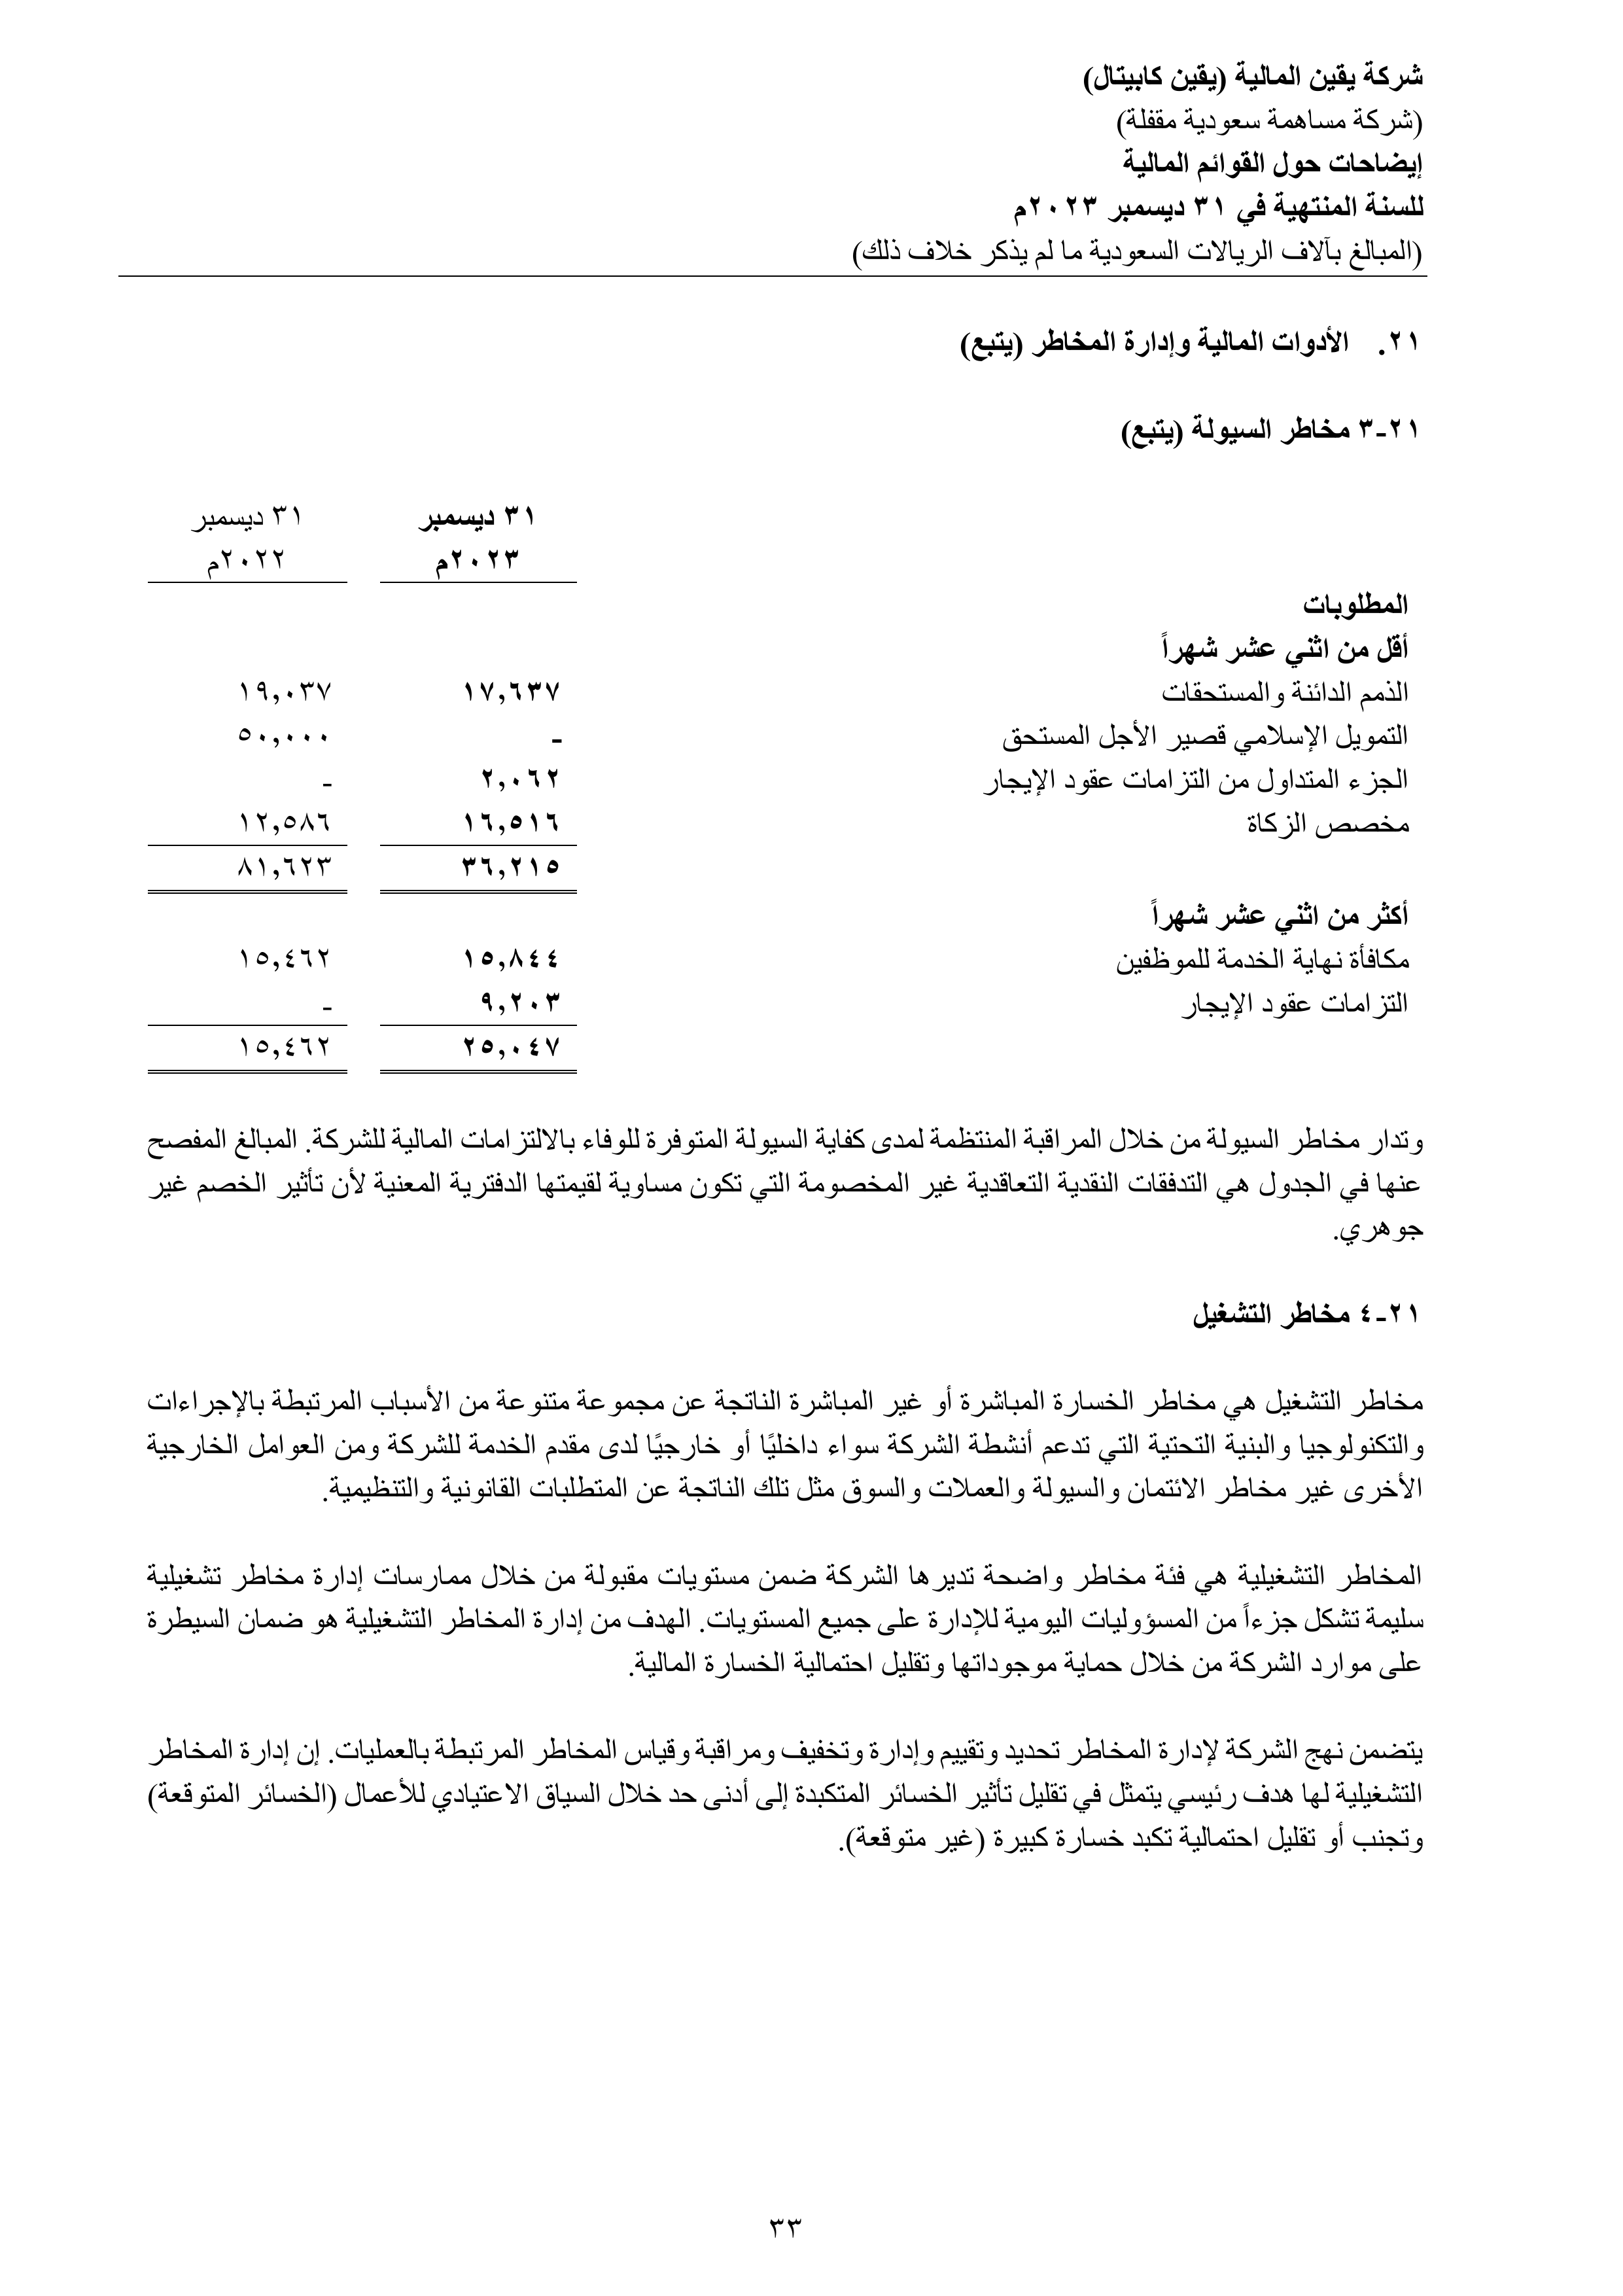 شركة يقين المالية (يقين كابيتال)
(شركة مساهمة سعودية مقفلة)
إيضاحات حول القوائم المالية
للسنة المنتهية في ٣١ ديسمبر ٢٠٢٣م
(المبالغ بآلاف الريالات السعودية ما لم يذكر خلاف ذلك)
٢١. الأدوات المالية وإدارة المخاطر (يتبع)
٢١-٣ مخاطر السيولة (يتبع)
٣١ ديسمبر ٣١ ديسمبر
٢٠٢٣م ٢٠٢٢م
المطلوبات
أقل من اثني عشر شهراً
الذمم الدائنة والمستحقات ١٧,٦٣٧ ١٩,٠٣٧
التمويل الإسلامي قصير الأجل المستحق - ٥٠,٠٠٠
الجزء المتداول من التزامات عقود الإيجار ٢,٠٦٢ -
مخصص الزكاة ١٦,٥١٦ ١٢,٥٨٦
٣٦,٢١٥ ٨١,٦٢٣
أكثر من اثني عشر شهراً
مكافأة نهاية الخدمة للموظفين ١٥,٨٤٤ ١٥,٤٦٢
التزامات عقود الإيجار ٩,٢٠٣ -
٢٥,٠٤٧ ١٥,٤٦٢
وتدار مخاطر السيولة من خلال المراقبة المنتظمة لمدى كفاية السيولة المتوفرة للوفاء بالالتزامات المالية للشركة. المبالغ المفصح
عنها في الجدول هي التدفقات النقدية التعاقدية غير المخصومة التي تكون مساوية لقيمتها الدفترية المعنية لأن تأثير الخصم غير
جوهري.
٢١-٤ مخاطر التشغيل
مخاطر التشغيل هي مخاطر الخسارة المباشرة أو غير المباشرة الناتجة عن مجموعة متنوعة من الأسباب المرتبطة بالإجراءات
والتكنولوجيا والبنية التحتية التي تدعم أنشطة الشركة سواء داخليًا أو خارجيًا لدى مقدم الخدمة للشركة ومن العوامل الخارجية
الأخرى غير مخاطر الائتمان والسيولة والعملات والسوق مثل تلك الناتجة عن المتطلبات القانونية والتنظيمية.
المخاطر التشغيلية هي فئة مخاطر واضحة تديرها الشركة ضمن مستويات مقبولة من خلال ممارسات إدارة مخاطر تشغيلية
سليمة تشكل جزءاً من المسؤوليات اليومية للإدارة على جميع المستويات. الهدف من إدارة المخاطر التشغيلية هو ضمان السيطرة
على موارد الشركة من خلال حماية موجوداتها وتقليل احتمالية الخسارة المالية.
يتضمن نهج الشركة لإدارة المخاطر تحديد وتقييم وإدارة وتخفيف ومراقبة وقياس المخاطر المرتبطة بالعمليات. إن إدارة المخاطر
التشغيلية لها هدف رئيسي يتمثل في تقليل تأثير الخسائر المتكبدة إلى أدنى حد خلال السياق الاعتيادي للأعمال (الخسائر المتوقعة)
وتجنب أو تقليل احتمالية تكبد خسارة كبيرة (غير متوقعة).
٣٣